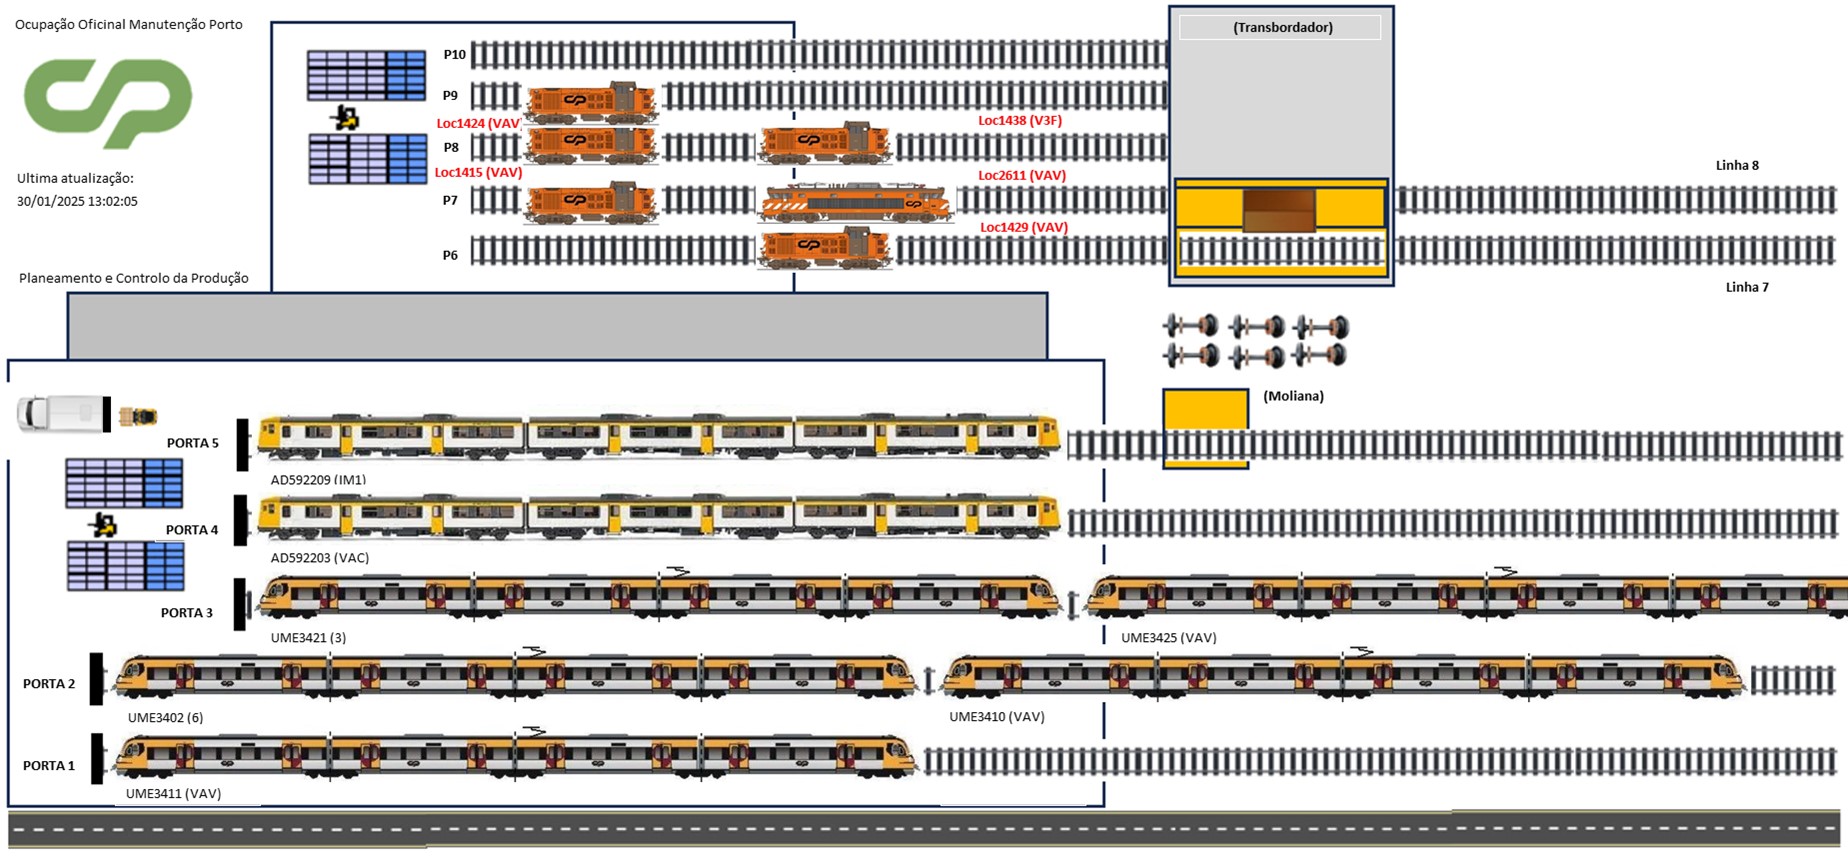 Ocupação Oficinal Manutenção Porto
Ultima atualização:
30/01/2025 13:02:05
Planeamento e Controlo da Produção
P10
P9
Loc1424 (VAV)
Loc1438 (V3F)
P8
Loc1415 (VAV)
Loc2611 (VAV)
P7
Loc1429 (VAV)
P6
(Transbordador)
Linha 8
Linha 7
(Moliana)
PORTA 5
AD592209 (IM1)
PORTA 4
AD592203 (VAC)
PORTA 3
UME3421 (3)
UME3425 (VAV)
PORTA 2
UME3402 (6)
UME3410 (VAV)
PORTA 1
UME3411 (VAV)